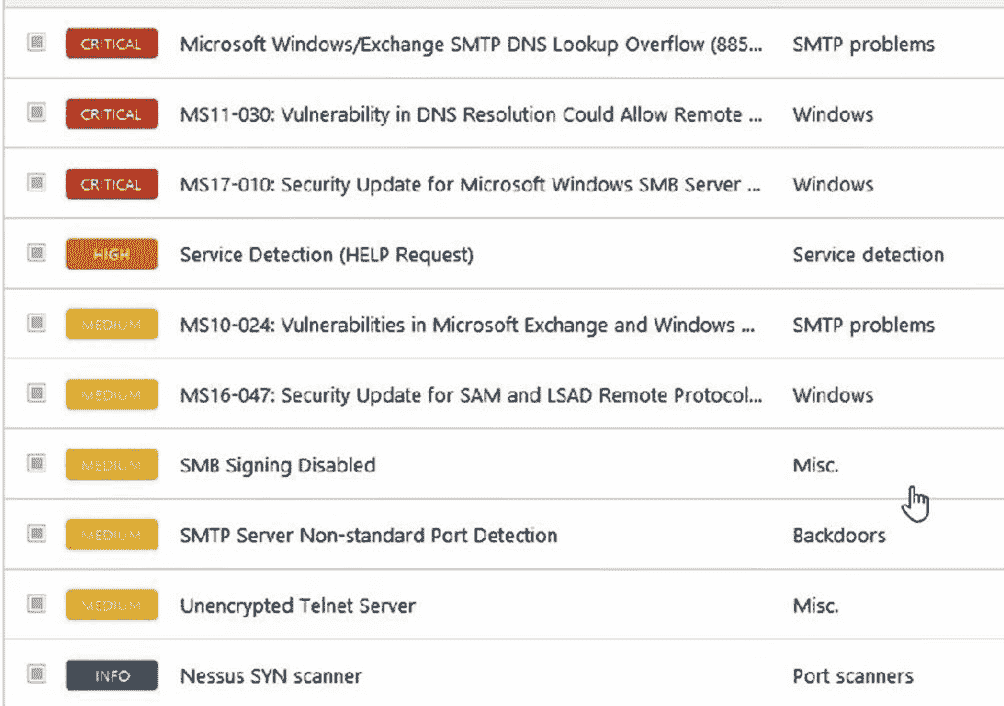 CRITICAL Microsoft Windows/Exchange SMTP DNS Lookup Overflow (885... SMTP problems
CRITICAL MS11-030: Vulnerability in DNS Resolution Could Allow Remote ... Windows
CRITICAL MS17-010: Security Update for Microsoft Windows SMB Server ... Windows
HIGH Service Detection (HELP Request) Service detection
MEDIUM MS10-024: Vulnerabilities in Microsoft Exchange and Windows ... SMTP problems
MEDIUM MS16-047: Security Update for SAM and LSAD Remote Protocol... Windows
MEDIUM SMB Signing Disabled Misc.
MEDIUM SMTP Server Non-standard Port Detection Backdoors
MEDIUM Unencrypted Telnet Server Misc.
INFO Nessus SYN scanner Port scanners